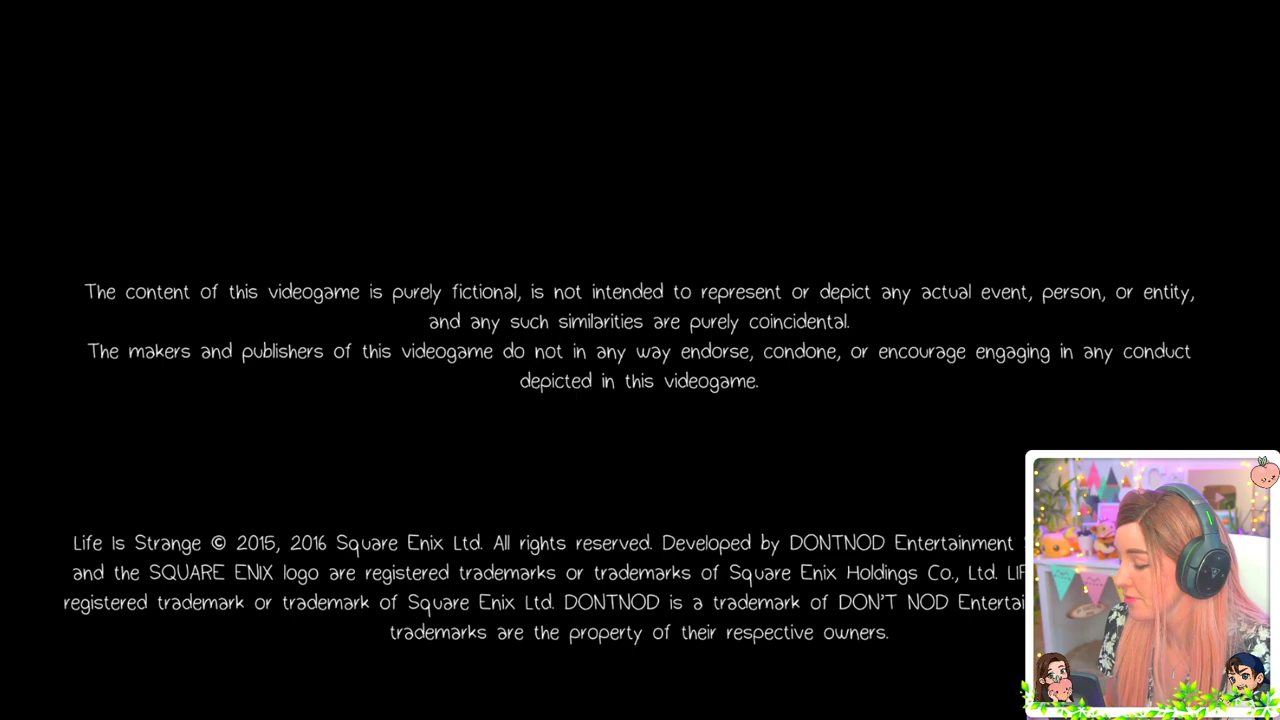 The content of this videogame is purely fictional, is not intended to represent or depict any actual event, person, or entity,
and any such similarities are purely coincidental.
The makers and publishers of this videogame do not in any way endorse, condone, or encourage engaging in any conduct
depicted in this videogame.
Life Is Strange © 2015, 2016 Square Enix Ltd. All rights reserved. Developed by DONTNOD Entertainment
and the SQUARE ENIX logo are registered trademarks or trademarks of Square Enix Holdings Co., Ltd.
registered trademark or trademark of Square Enix Ltd. DONTNOD is a trademark of DON'T NOD
trademarks are the property of their respective owners.